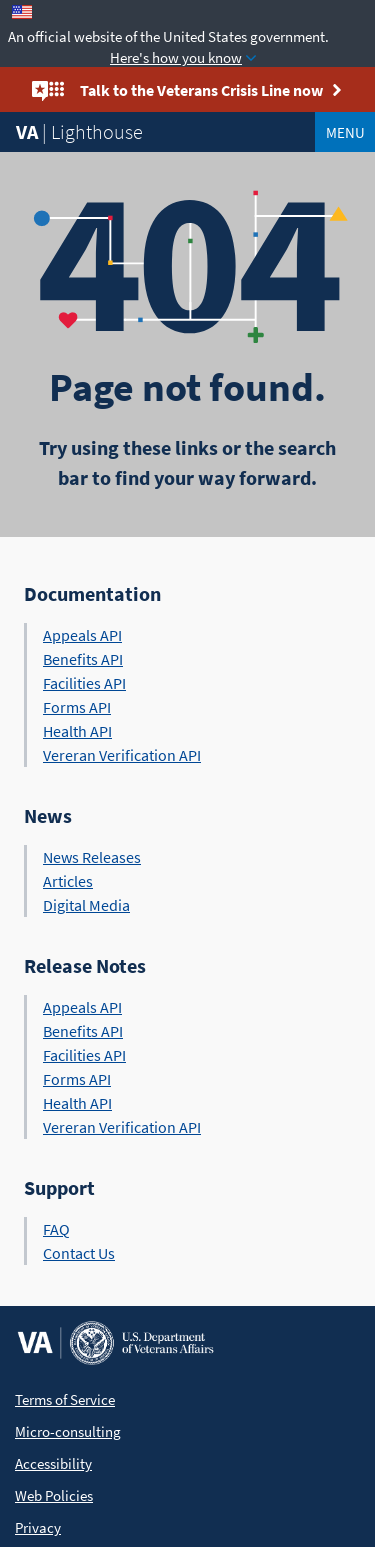 An official website of the United States government.
Here's how you know
Talk to the Veterans Crisis Line now
VA | Lighthouse
MENU
404
Page not found.
Try using these links or the search
bar to find your way forward.
Documentation
Appeals API
Benefits API
Facilities API
Forms API
Health API
Vereran Verification API
News
News Releases
Articles
Digital Media
Release Notes
Appeals API
Benefits API
Facilities API
Forms API
Health API
Vereran Verification API
Support
FAQ
Contact Us
VA
U.S. Department
of Veterans Affairs
Terms of Service
Micro-consulting
Accessibility
Web Policies
Privacy